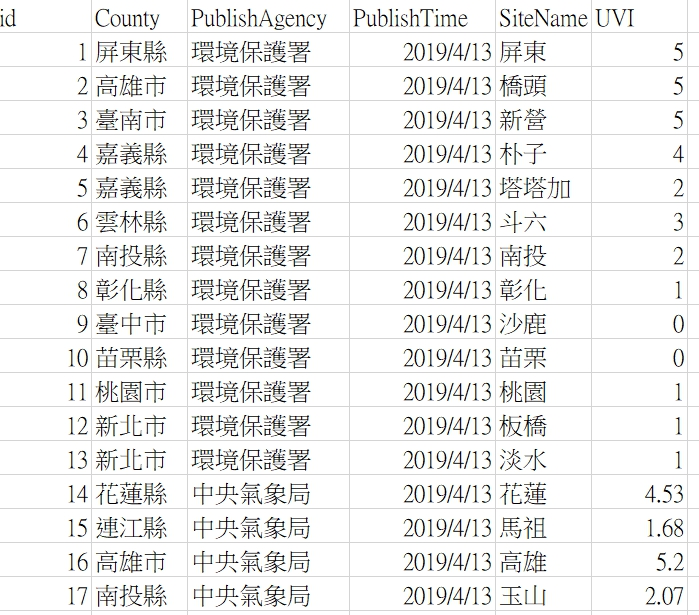 id County PublishAgency PublishTime SiteName UVI
1 屏東縣 環境保護署 2019/4/13 屏東 5
2 高雄市 環境保護署 2019/4/13 橋頭 5
3 臺南市 環境保護署 2019/4/13 新營 5
4 嘉義縣 環境保護署 2019/4/13 朴子 4
5 嘉義縣 環境保護署 2019/4/13 塔塔加 2
6 雲林縣 環境保護署 2019/4/13 斗六 3
7 南投縣 環境保護署 2019/4/13 南投 2
8 彰化縣 環境保護署 2019/4/13 彰化 1
9 臺中市 環境保護署 2019/4/13 沙鹿 0
10 苗栗縣 環境保護署 2019/4/13 苗栗 0
11 桃園市 環境保護署 2019/4/13 桃園 1
12 新北市 環境保護署 2019/4/13 板橋 1
13 新北市 環境保護署 2019/4/13 淡水 1
14 花蓮縣 中央氣象局 2019/4/13 花蓮 4.53
15 連江縣 中央氣象局 2019/4/13 馬祖 1.68
16 高雄市 中央氣象局 2019/4/13 高雄 5.2
17 南投縣 中央氣象局 2019/4/13 玉山 2.07